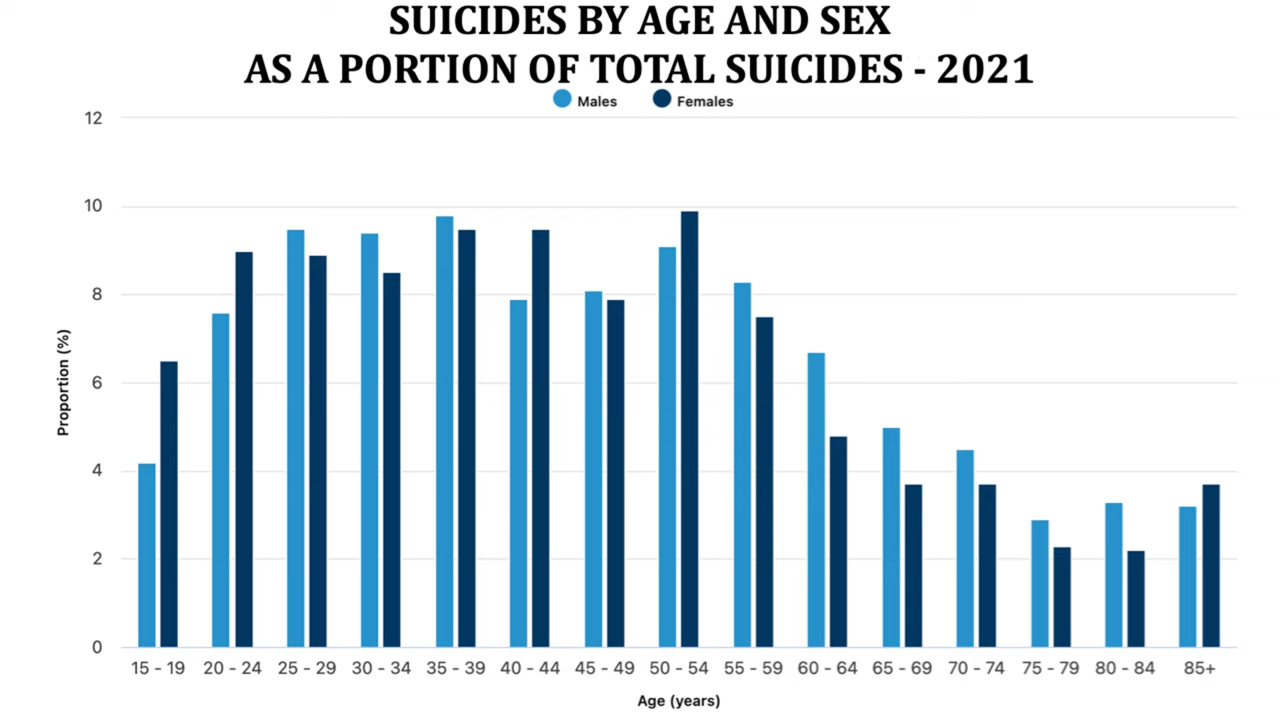 SUICIDES BY AGE AND SEX
AS A PORTION OF TOTAL SUICIDES - 2021
Males Females
12
10
8
6
4
2
0
Proportion (%)
15 - 19 20 - 24 25 - 29 30 - 34 35 - 39 40 - 44 45 - 49 50 - 54 55 - 59 60 - 64 65 - 69 70 - 74 75 - 79 80 - 84 85+
Age (years)